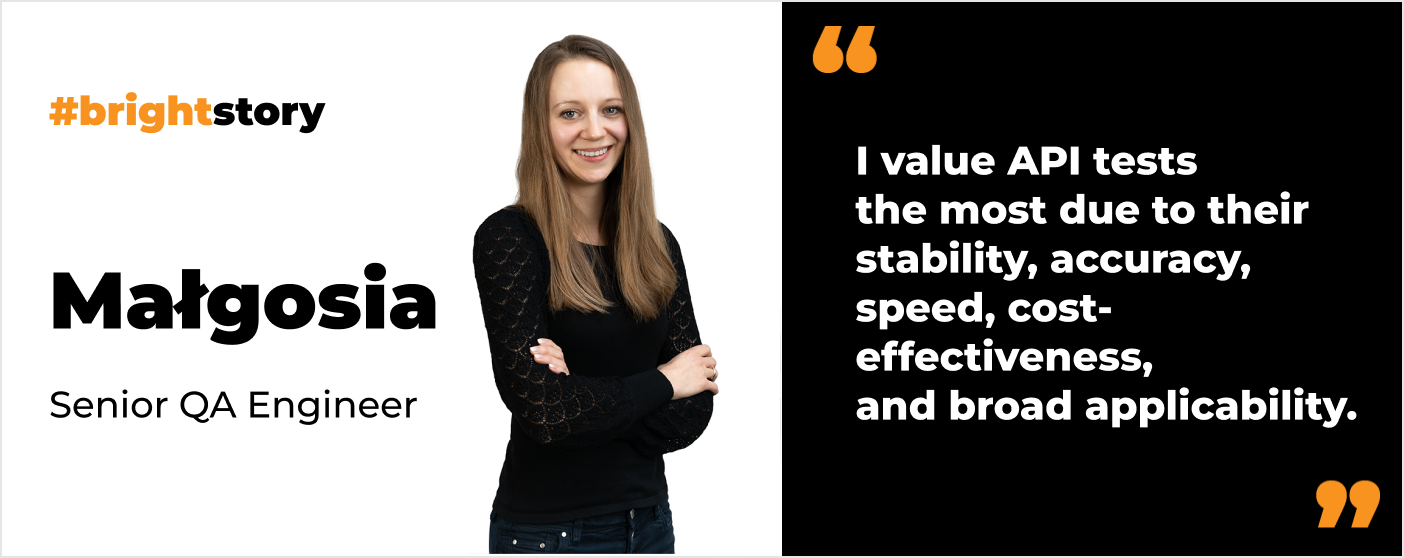 #brightstory
Małgosia
Senior QA Engineer
“
I value API tests
the most due to their
stability, accuracy,
speed, cost-
effectiveness,
and broad applicability.
”